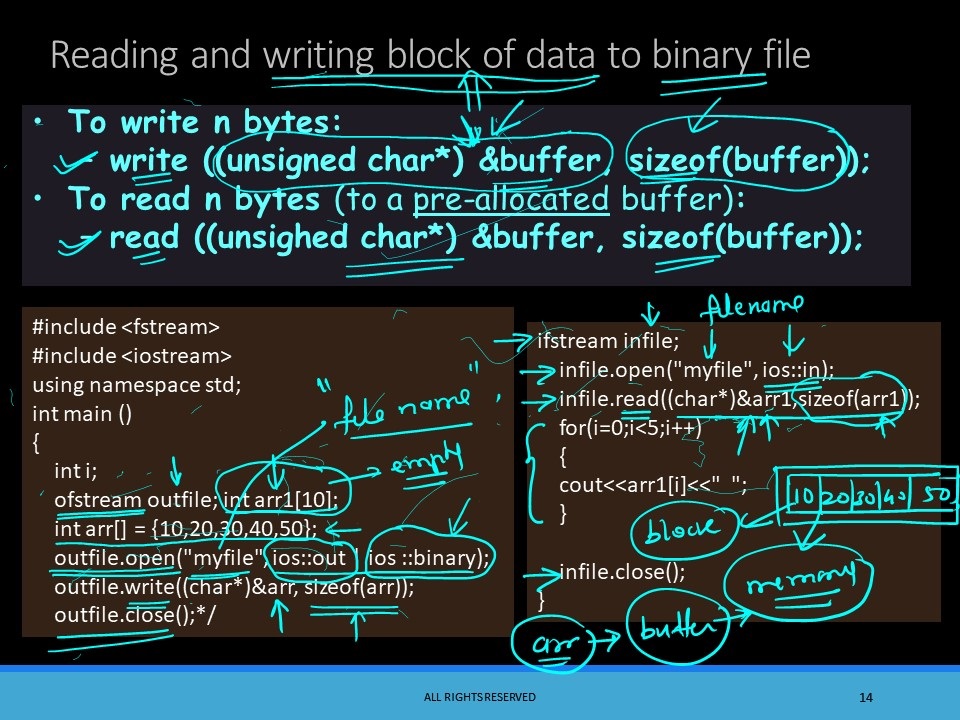 Reading and writing block of data to binary file
• To write n bytes:
– write ((unsigned char*) &buffer, sizeof(buffer));
• To read n bytes (to a pre-allocated buffer):
– read ((unsighed char*) &buffer, sizeof(buffer));
#include <fstream>
#include <iostream>
using namespace std;
int main ()
{
int i;
ofstream outfile; int arr1[10];
int arr[] = {10,20,30,40,50};
outfile.open("myfile", ios::out | ios ::binary);
outfile.write((char*)&arr, sizeof(arr));
outfile.close();*/
"file name",
empty
filename
ifstream infile;
infile.open("myfile", ios::in);
infile.read((char*)&arr1,sizeof(arr1));
for(i=0;i<5;i++)
{
cout<<arr1[i]<<"  ";
}
infile.close();
}
10 20 30 40 50
block
memory
arr → buffer →
ALL RIGHTS RESERVED
14